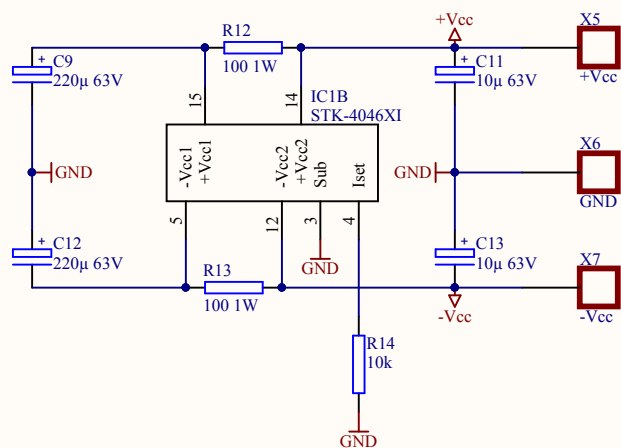 +Vcc
X5
R12
C9
220µ 63V
100 1W
C11
10µ 63V
+Vcc
15
14
IC1B
STK-4046XI
-Vcc1
+Vcc1
-Vcc2
+Vcc2
Sub
Iset
GND
GND
X6
GND
5
12
3
4
C12
220µ 63V
GND
C13
10µ 63V
R13
100 1W
X7
-Vcc
-Vcc
R14
10k
GND